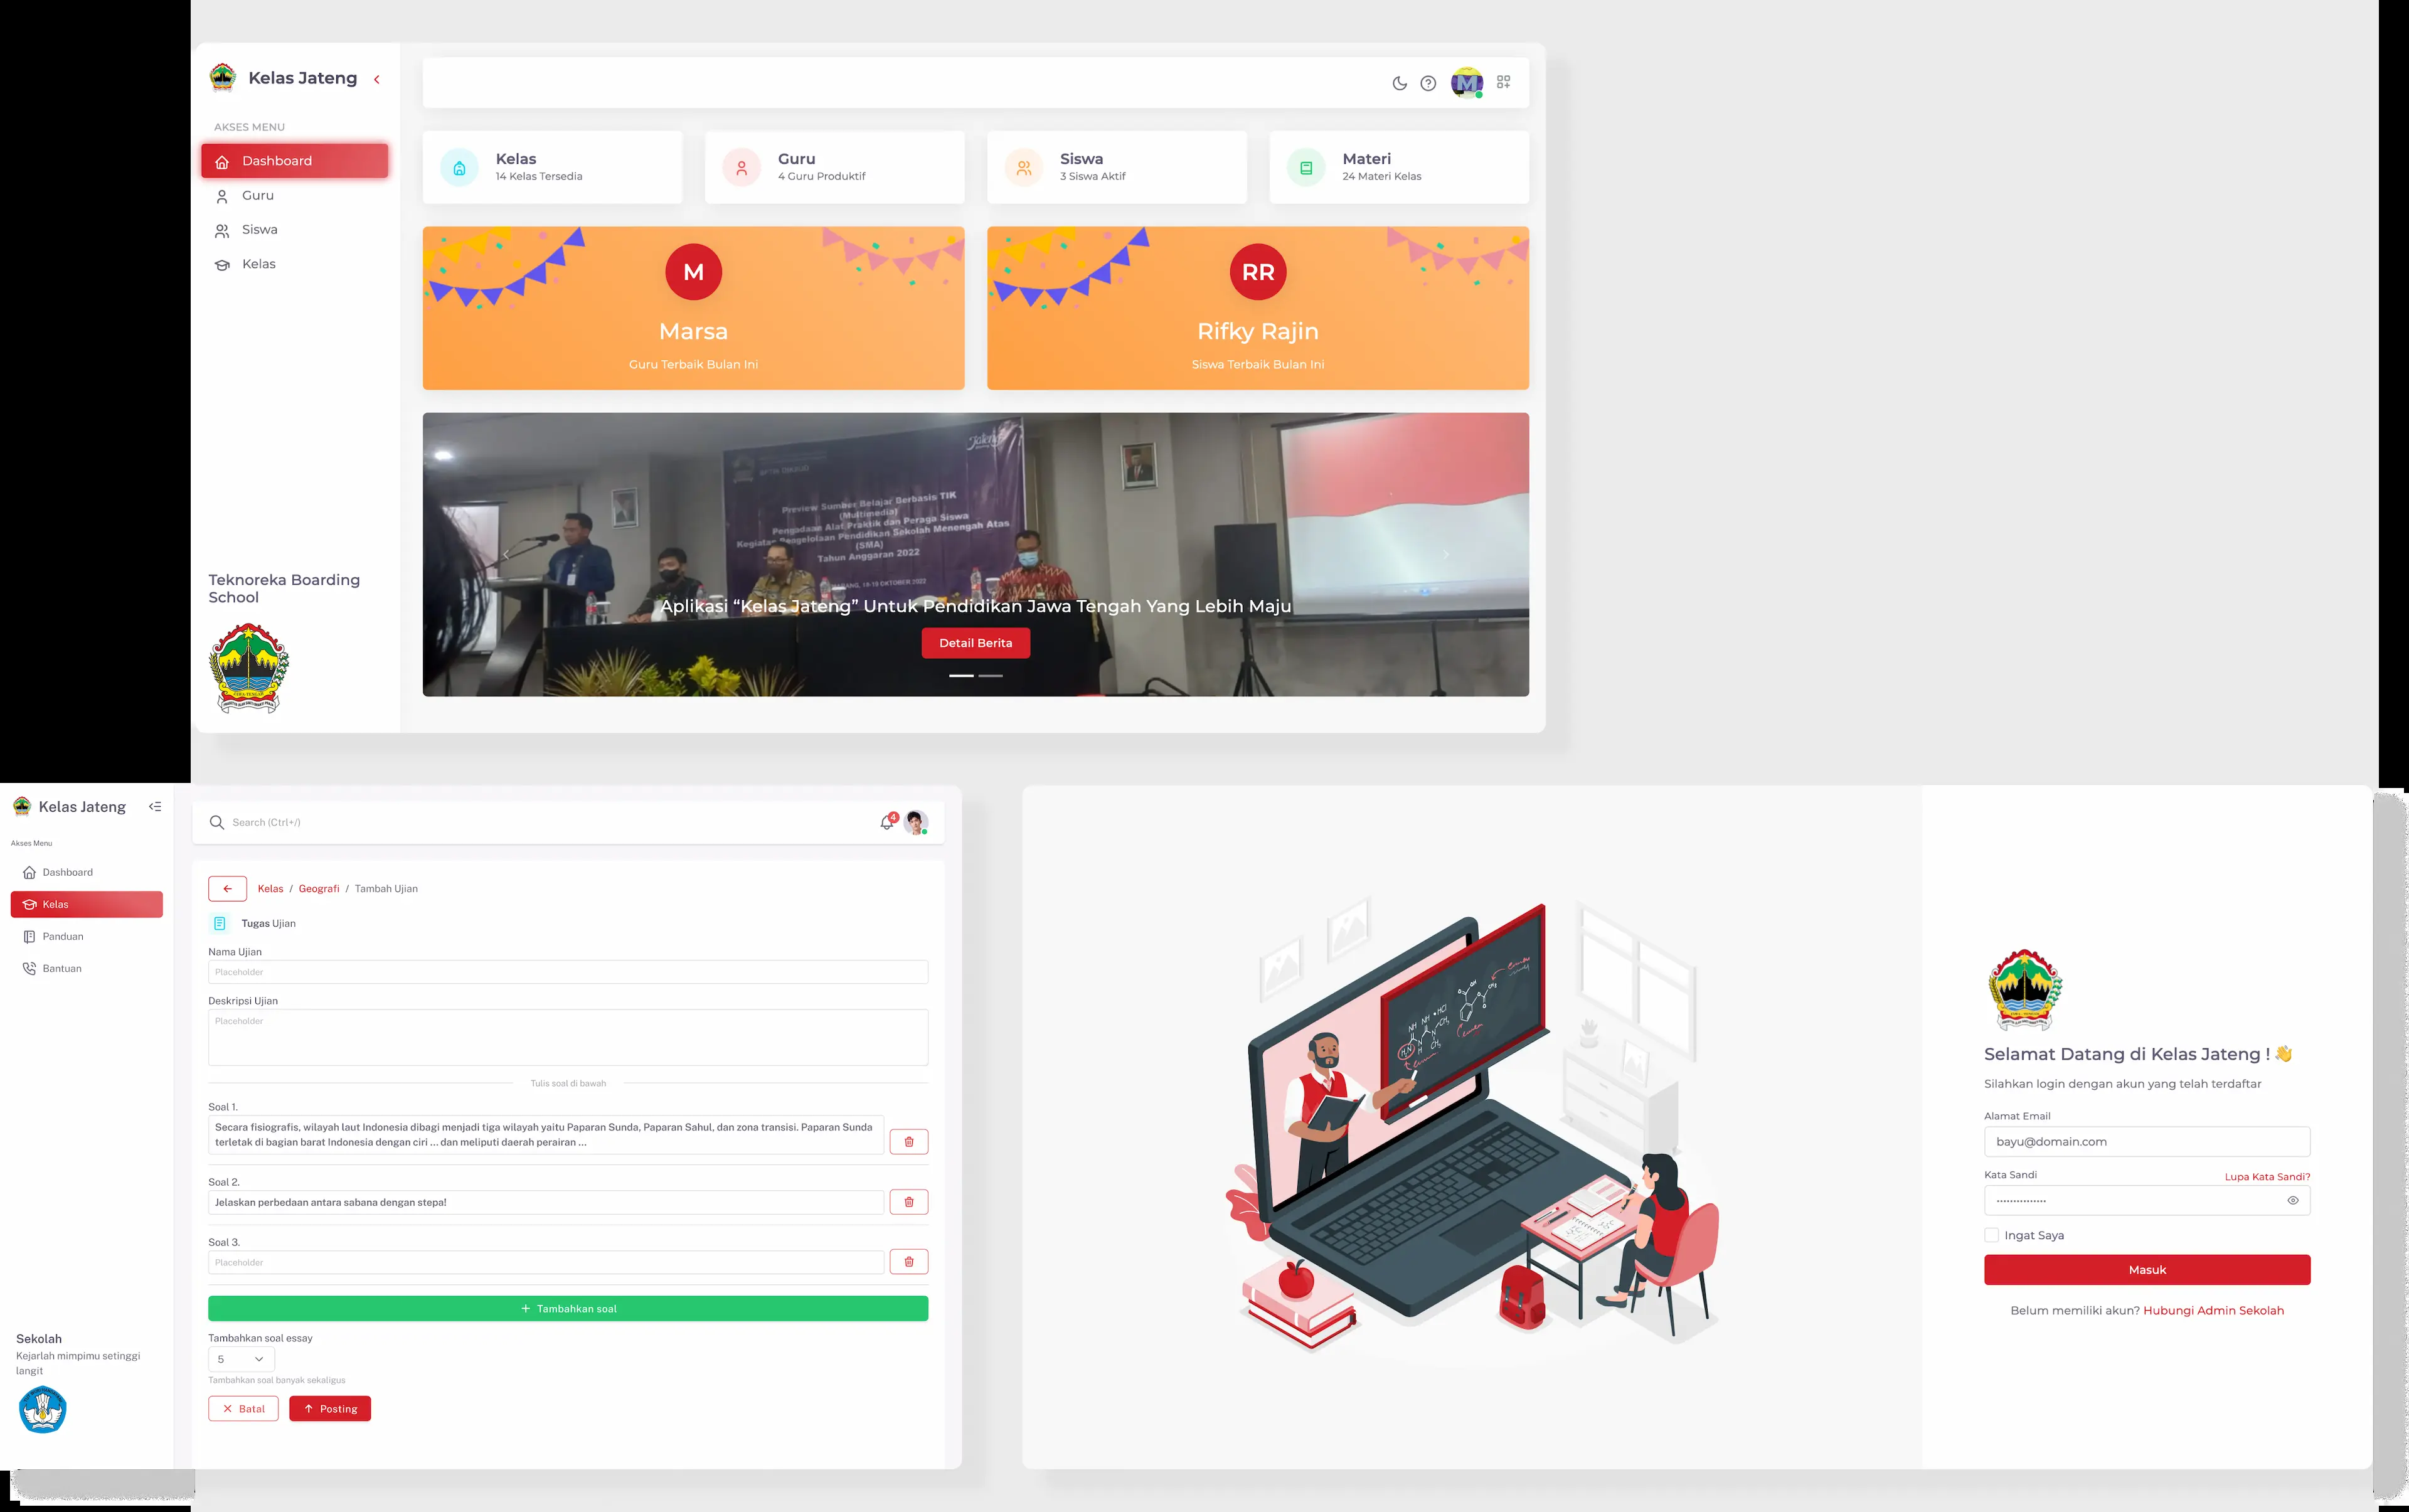 Kelas Jateng
AKSES MENU
Dashboard
Guru
Siswa
Kelas
Teknoreka Boarding
School
M
Kelas
14 Kelas Tersedia
Guru
4 Guru Produktif
Siswa
3 Siswa Aktif
Materi
24 Materi Kelas
M
Marsa
Guru Terbaik Bulan Ini
RR
Rifky Rajin
Siswa Terbaik Bulan Ini
Jateng
Preview Sumber Belajar Berbasis TIK
(Multimedia)
Pengadaan Alat Praktik dan Peraga Siswa
Kegiatan Pengelolaan Pendidikan Sekolah Menengah Atas
(SMA)
Tahun Anggaran 2022
18-19 OKTOBER 2022
Aplikasi “Kelas Jateng” Untuk Pendidikan Jawa Tengah Yang Lebih Maju
Detail Berita
Kelas Jateng
Akses Menu
Dashboard
Kelas
Panduan
Bantuan
Sekolah
Kejarlah mimpimu setinggi
langit
Search (Ctrl+/)
4
Kelas / Geografi / Tambah Ujian
Tugas Ujian
Nama Ujian
Placeholder
Deskripsi Ujian
Placeholder
Tulis soal di bawah
Soal 1.
Secara fisiografis, wilayah laut Indonesia dibagi menjadi tiga wilayah yaitu Paparan Sunda, Paparan Sahul, dan zona transisi. Paparan Sunda
terletak di bagian barat Indonesia dengan ciri ... dan meliputi daerah perairan ...
Soal 2.
Jelaskan perbedaan antara sabana dengan stepa!
Soal 3.
Placeholder
+ Tambahkan soal
Tambahkan soal essay
5
Tambahkan soal banyak sekaligus
Batal
Posting
Selamat Datang di Kelas Jateng ! 👋
Silahkan login dengan akun yang telah terdaftar
Alamat Email
bayu@domain.com
Kata Sandi
Lupa Kata Sandi?
Ingat Saya
Masuk
Belum memiliki akun? Hubungi Admin Sekolah